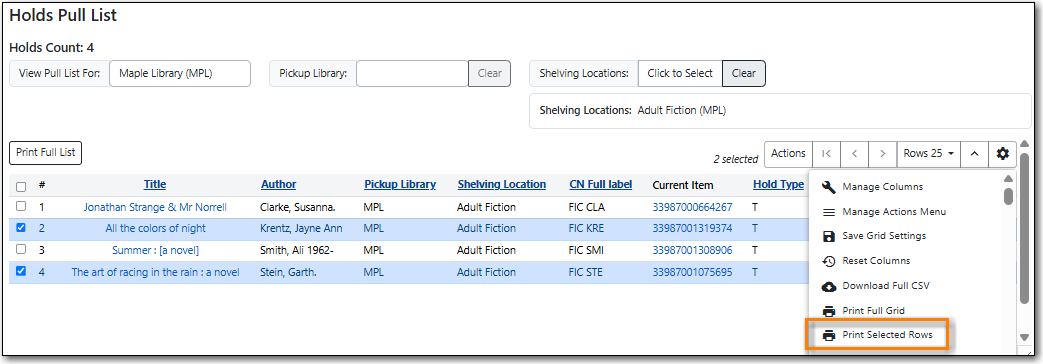 Holds Pull List
Holds Count: 4
View Pull List For: Maple Library (MPL) Pickup Library: Clear Shelving Locations: Click to Select Clear
Shelving Locations: Adult Fiction (MPL)
Print Full List 2 selected Actions Rows 25
# Title Author Pickup Library Shelving Location CN Full label Current Item Hold Type
1 Jonathan Strange & Mr Norrell Clarke, Susanna. MPL Adult Fiction FIC CLA 33987000664267 T
2 All the colors of night Krentz, Jayne Ann MPL Adult Fiction FIC KRE 33987001319374 T
3 Summer : [a novel] Smith, Ali 1962- MPL Adult Fiction FIC SMI 33987001308906 T
4 The art of racing in the rain : a novel Stein, Garth. MPL Adult Fiction FIC STE 33987001075695 T
Manage Columns
Manage Actions Menu
Save Grid Settings
Reset Columns
Download Full CSV
Print Full Grid
Print Selected Rows